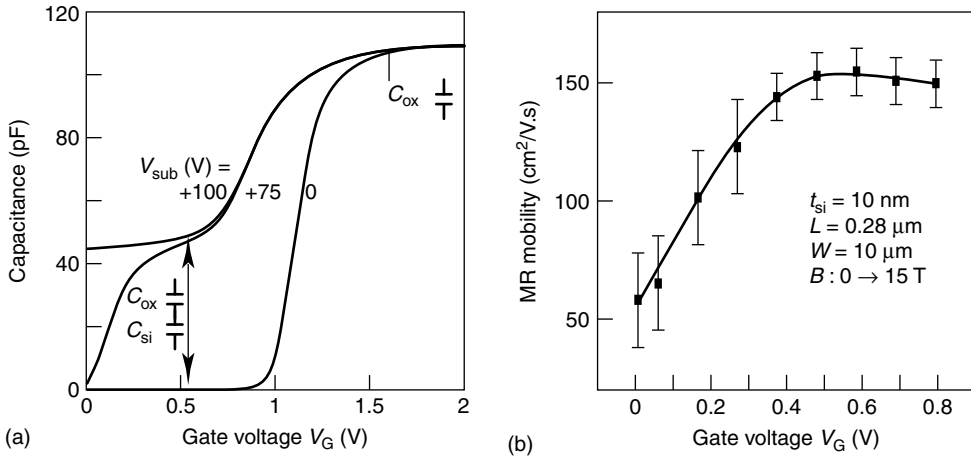 120
80
40
0
Capacitance (pF)
V_sub (V) =
+100
+75
0
C_ox
C_ox
C_si
0
0.5
1
1.5
2
(a)
Gate voltage V_G (V)
150
100
50
MR mobility (cm²/V.s)
t_si = 10 nm
L = 0.28 μm
W = 10 μm
B : 0 → 15 T
0
0.2
0.4
0.6
0.8
(b)
Gate voltage V_G (V)